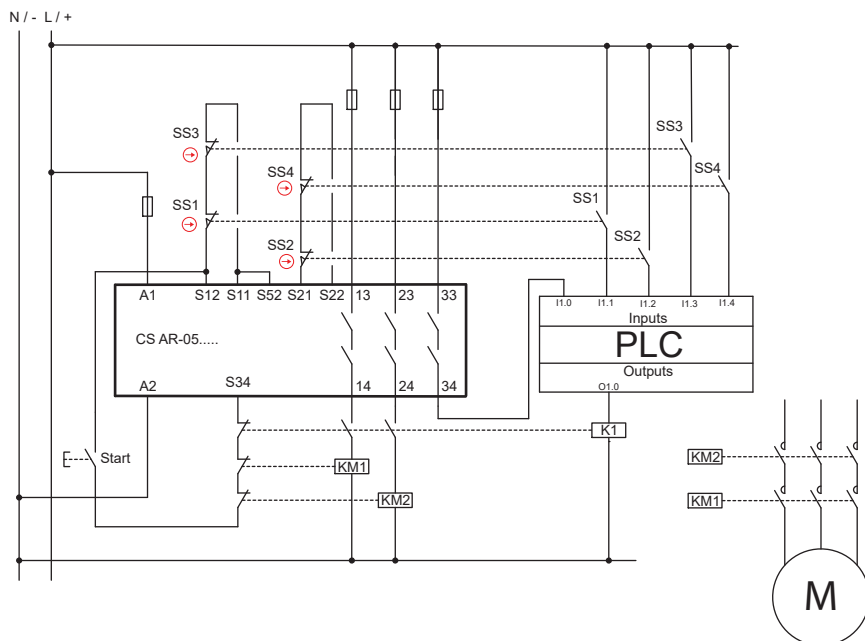 N / - L / +
SS3
SS3
SS4
SS4
SS1
SS1
SS2
SS2
A1 S12 S11 S52 S21 S22 13 23 33
I1.0 I1.1 I1.2 I1.3 I1.4
Inputs
CS AR-05.....
PLC
Outputs
A2 S34 14 24 34
O1.0
K1
Start
KM1
KM2
KM2
KM1
M